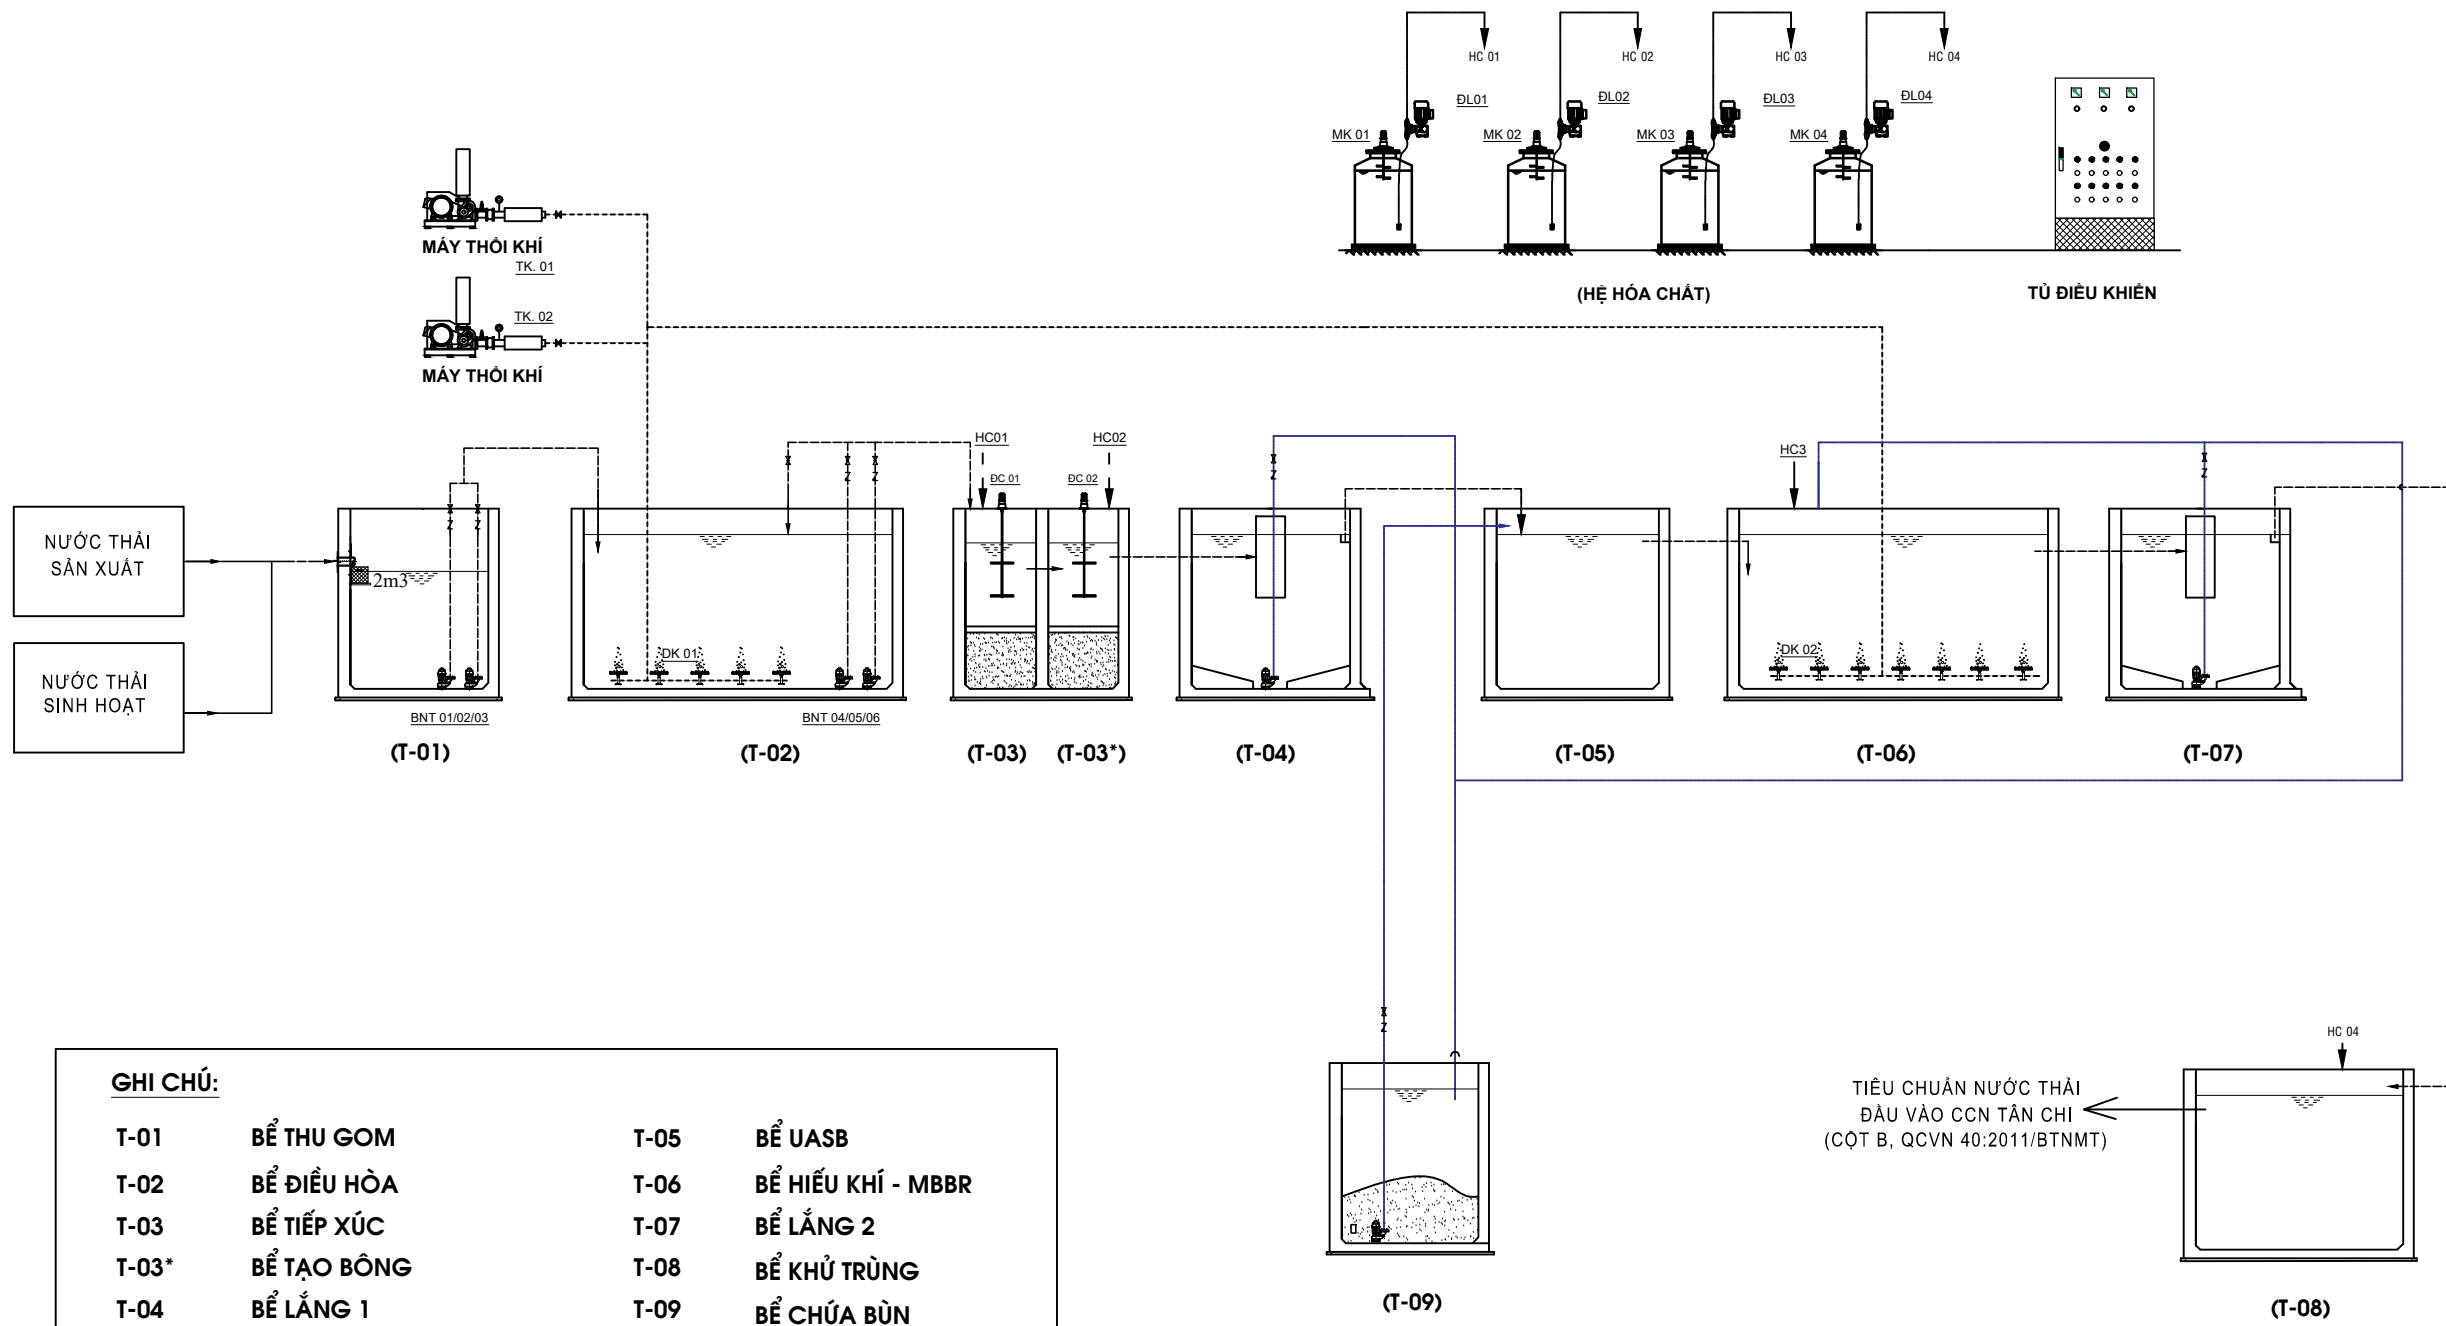 HC 01
HC 02
HC 03
HC 04
ĐL01
ĐL02
ĐL03
ĐL04
MK 01
MK 02
MK 03
MK 04
(HỆ HÓA CHẤT)
TỦ ĐIỀU KHIỂN
MÁY THỔI KHÍ
TK. 01
TK. 02
MÁY THỔI KHÍ
HC01
HC02
HC3
ĐC 01
ĐC 02
NƯỚC THẢI
SẢN XUẤT
2m3
NƯỚC THẢI
SINH HOẠT
DK 01
DK 02
BNT 01/02/03
BNT 04/05/06
(T-01)
(T-02)
(T-03)
(T-03*)
(T-04)
(T-05)
(T-06)
(T-07)
HC 04
TIÊU CHUẨN NƯỚC THẢI
ĐẦU VÀO CCN TÂN CHI
(CỘT B, QCVN 40:2011/BTNMT)
(T-09)
(T-08)
GHI CHÚ:
T-01 BỂ THU GOM
T-02 BỂ ĐIỀU HÒA
T-03 BỂ TIẾP XÚC
T-03* BỂ TẠO BÔNG
T-04 BỂ LẮNG 1
T-05 BỂ UASB
T-06 BỂ HIẾU KHÍ - MBBR
T-07 BỂ LẮNG 2
T-08 BỂ KHỬ TRÙNG
T-09 BỂ CHỨA BÙN